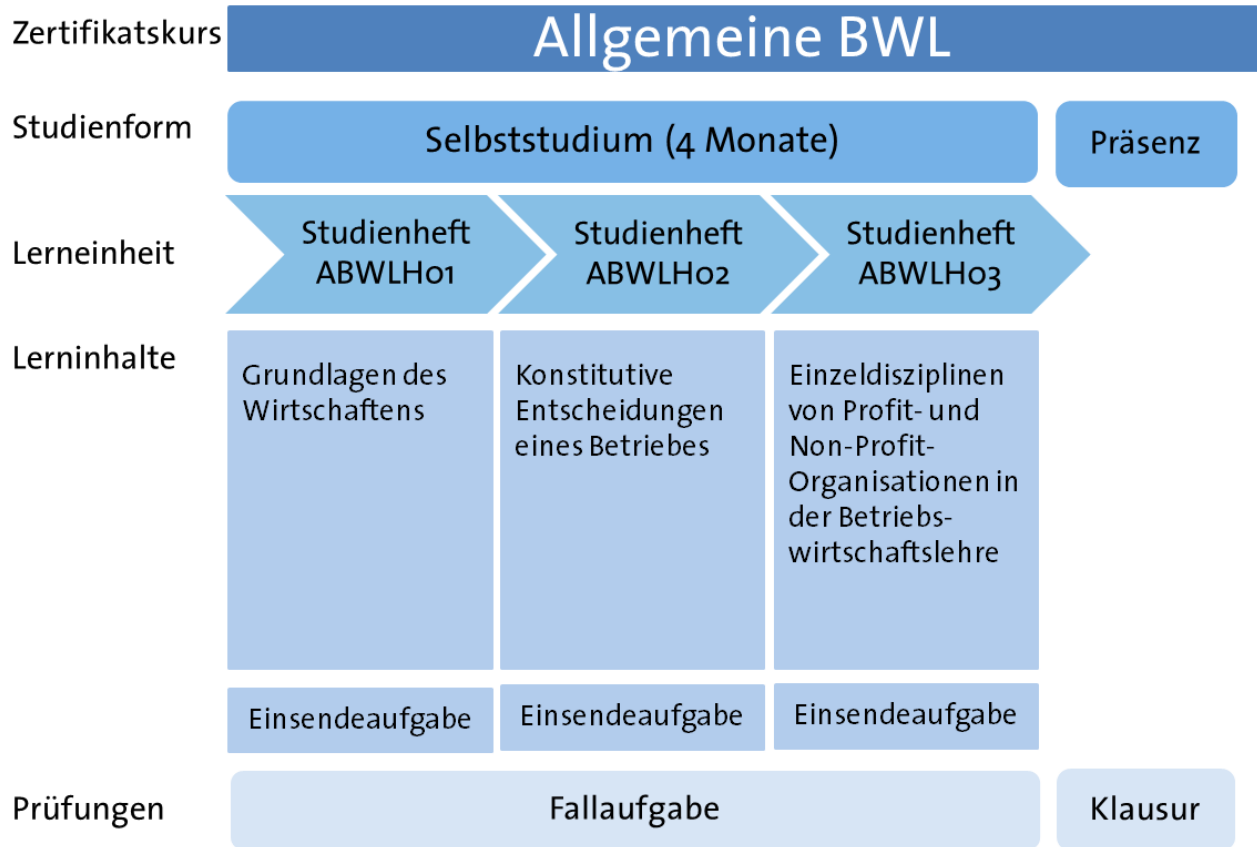 Zertifikatskurs
Allgemeine BWL
Studienform
Selbststudium (4 Monate)
Präsenz
Lerneinheit
Studienheft
ABWLH01
Studienheft
ABWLH02
Studienheft
ABWLH03
Lerninhalte
Grundlagen des
Wirtschaftens
Konstitutive
Entscheidungen
eines Betriebes
Einzeldisziplinen
von Profit- und
Non-Profit-
Organisationen in
der Betriebs-
wirtschaftslehre
Einsendeaufgabe
Einsendeaufgabe
Einsendeaufgabe
Prüfungen
Fallaufgabe
Klausur